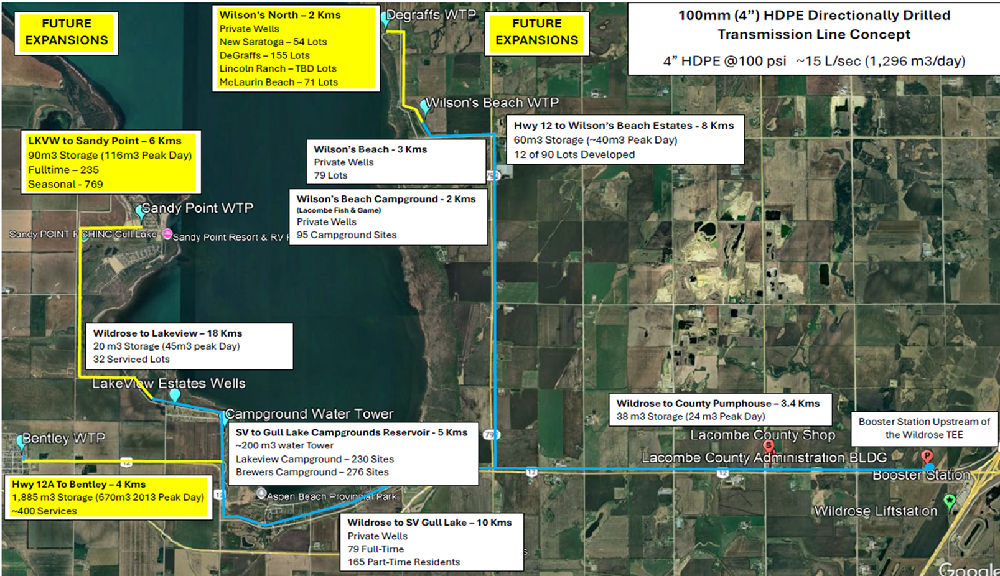 FUTURE
EXPANSIONS
Wilson's North – 2 Kms
Private Wells
New Saratoga – 54 Lots
DeGraffs – 155 Lots
Lincoln Ranch – TBD Lots
McLaurin Beach – 71 Lots
Degraffs WTP
FUTURE
EXPANSIONS
100mm (4”) HDPE Directionally Drilled
Transmission Line Concept
4” HDPE @100 psi ~15 L/sec (1,296 m3/day)
Wilson's Beach WTP
Hwy 12 to Wilson's Beach Estates - 8 Kms
60m3 Storage (~40m3 Peak Day)
12 of 90 Lots Developed
LKVW to Sandy Point – 6 Kms
90m3 Storage (116m3 Peak Day)
Fulltime – 235
Seasonal - 769
Wilson's Beach - 3 Kms
Private Wells
79 Lots
792
Wilson's Beach Campground - 2 Kms
(Lacombe Fish & Game)
Private Wells
95 Campground Sites
Sandy Point WTP
Sandy POINT FISHING Gull Lake
Sandy Point Resort & RV
Wildrose to Lakeview – 18 Kms
20 m3 Storage (45m3 peak Day)
32 Serviced Lots
LakeView Estates Wells
Campground Water Tower
Wildrose to County Pumphouse – 3.4 Kms
38 m3 Storage (24 m3 Peak Day)
Booster Station Upstream of
the Wildrose TEE
SV to Gull Lake Campgrounds Reservoir - 5 Kms
~200 m3 water Tower
Lakeview Campground – 230 Sites
Brewers Campground – 276 Sites
792
Lacombe County Shop
S
Lacombe County Administration BLDG
P
Booster Station
Bentley WTP
12
12
12
Hwy 12A To Bentley – 4 Kms
1,885 m3 Storage (670m3 2013 Peak Day)
~400 Services
Aspen Beach Provincial Park
Wildrose Liftstation
Wildrose to SV Gull Lake – 10 Kms
Private Wells
79 Full-Time
165 Part-Time Residents
Google